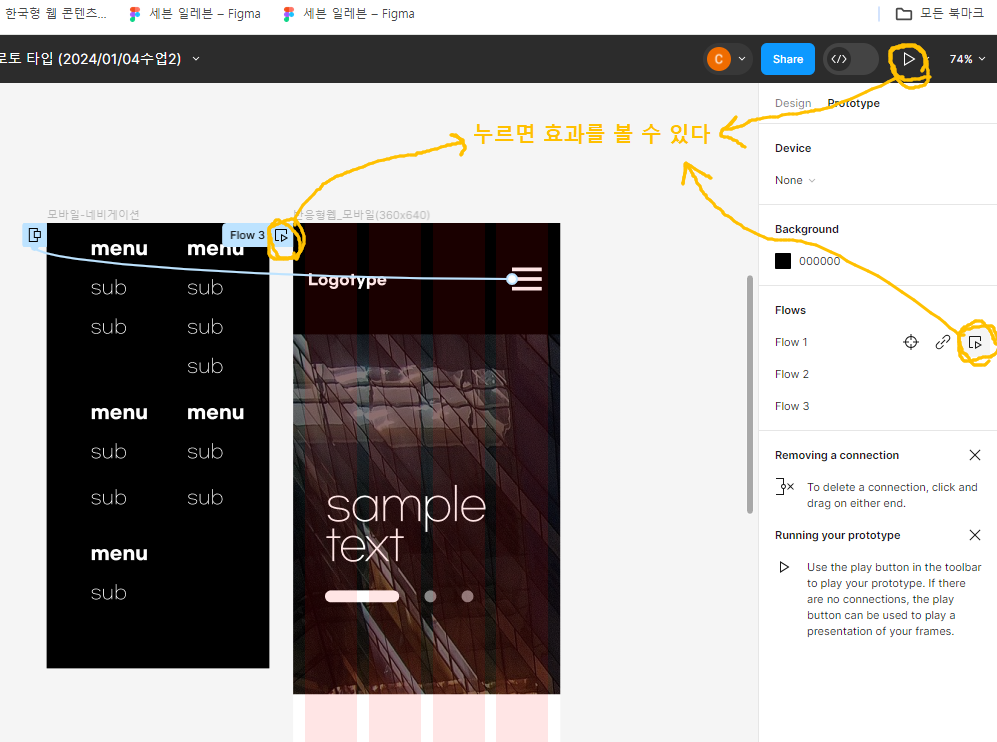 한국형 웹 콘텐츠...
세븐 일레븐 – Figma
세븐 일레븐 – Figma
모든 북마크
로토 타입 (2024/01/04수업2)
C
Share
</>
74%
Design
Prototype
누르면 효과를 볼 수 있다
Device
None
모바일-네비게이션
반응형웹_모바일(360x640)
Flow 3
Background
000000
menu menu
sub sub
sub sub
sub
menu menu
sub sub
sub sub
menu
sub
Logotype
sample
text
Flows
Flow 1
Flow 2
Flow 3
Removing a connection
To delete a connection, click and
drag on either end.
Running your prototype
Use the play button in the toolbar
to play your prototype. If there
are no connections, the play
button can be used to play a
presentation of your frames.